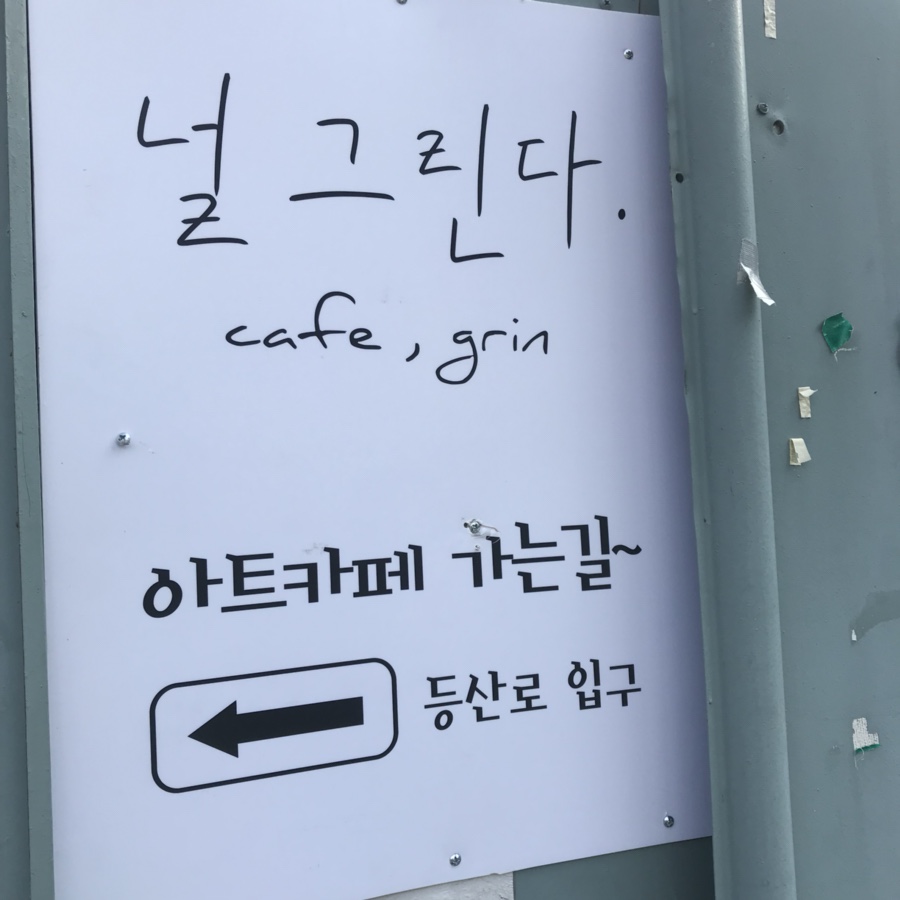 널 그린다.
cafe, grin
아트카페 가는길~
등산로 입구